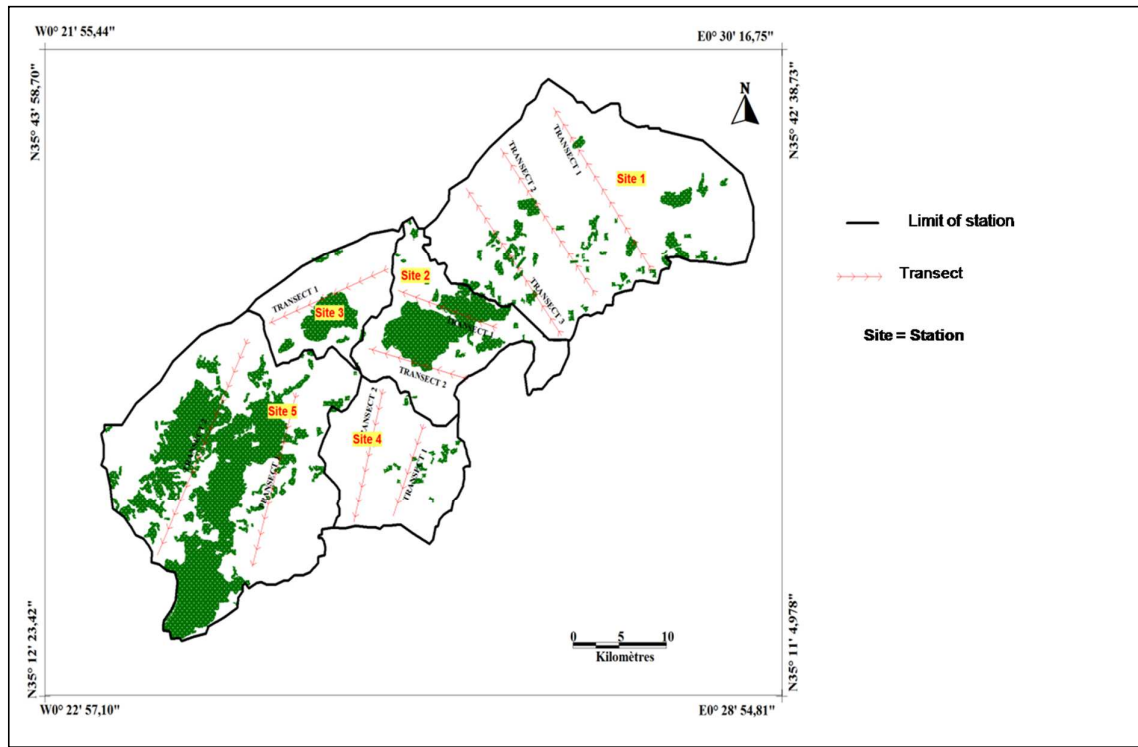 W0° 21' 55,44"
E0° 30' 16,75"
N35° 43' 58,70"
N35° 42' 38,73"
N
TRANSECT 1
TRANSECT 2
Site 1
Limit of station
Site 2
Transect
TRANSECT 1
Site 3
TRANSECT 3
TRANSECT 1
Site = Station
TRANSECT 2
TRANSECT 2
Site 5
Site 4
TRANSECT 1
TRANSECT
TRANSECT
N35° 12' 23,42"
N35° 11' 4,978"
0 5 10
Kilomètres
W0° 22' 57,10"
E0° 28' 54,81"